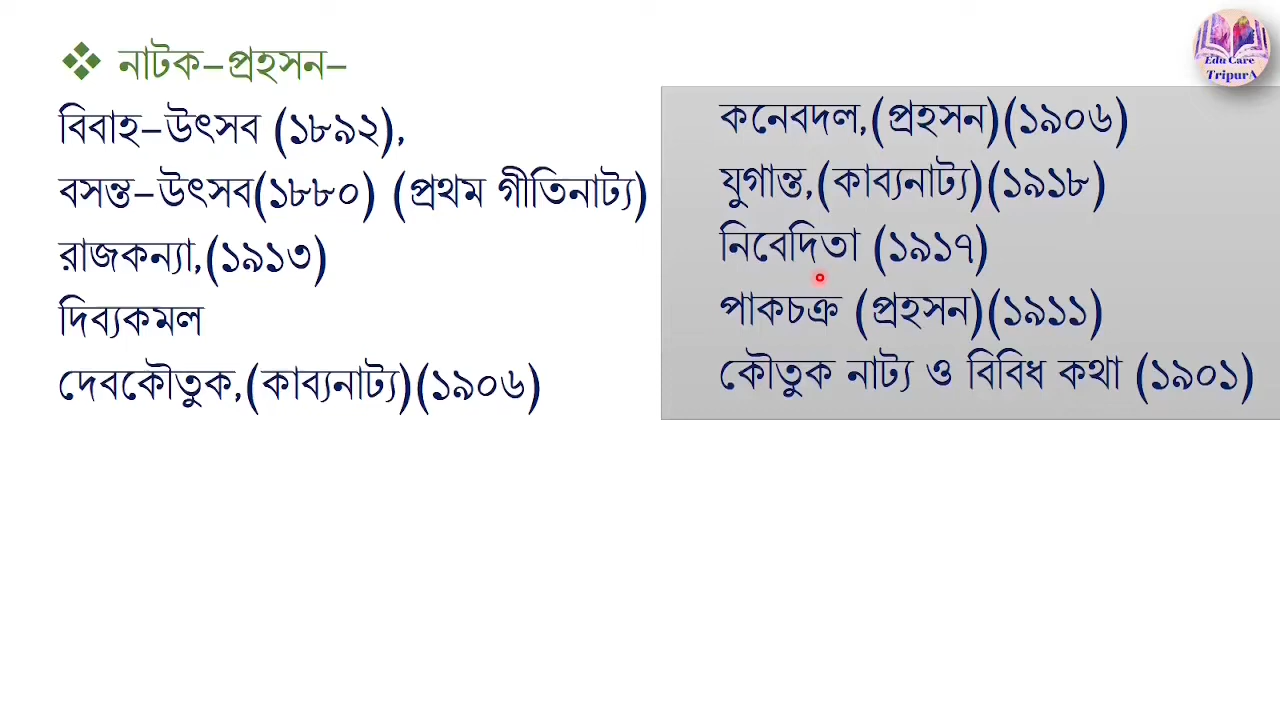 ❖ নাটক–প্রহসন–
বিবাহ–উৎসব (১৮৯২),
বসন্ত–উৎসব(১৮৮০) (প্রথম গীতিনাট্য)
রাজকন্যা,(১৯১৩)
দিব্যকমল
দেবকৌতুক,(কাব্যনাট্য)(১৯০৬)
কনেবদল,(প্রহসন)(১৯০৬)
যুগান্ত,(কাব্যনাট্য)(১৯১৮)
নিবেদিতা (১৯১৭)
পাকচক্র (প্রহসন)(১৯১১)
কৌতুক নাট্য ও বিবিধ কথা (১৯০১)
Edu Care
TripurA